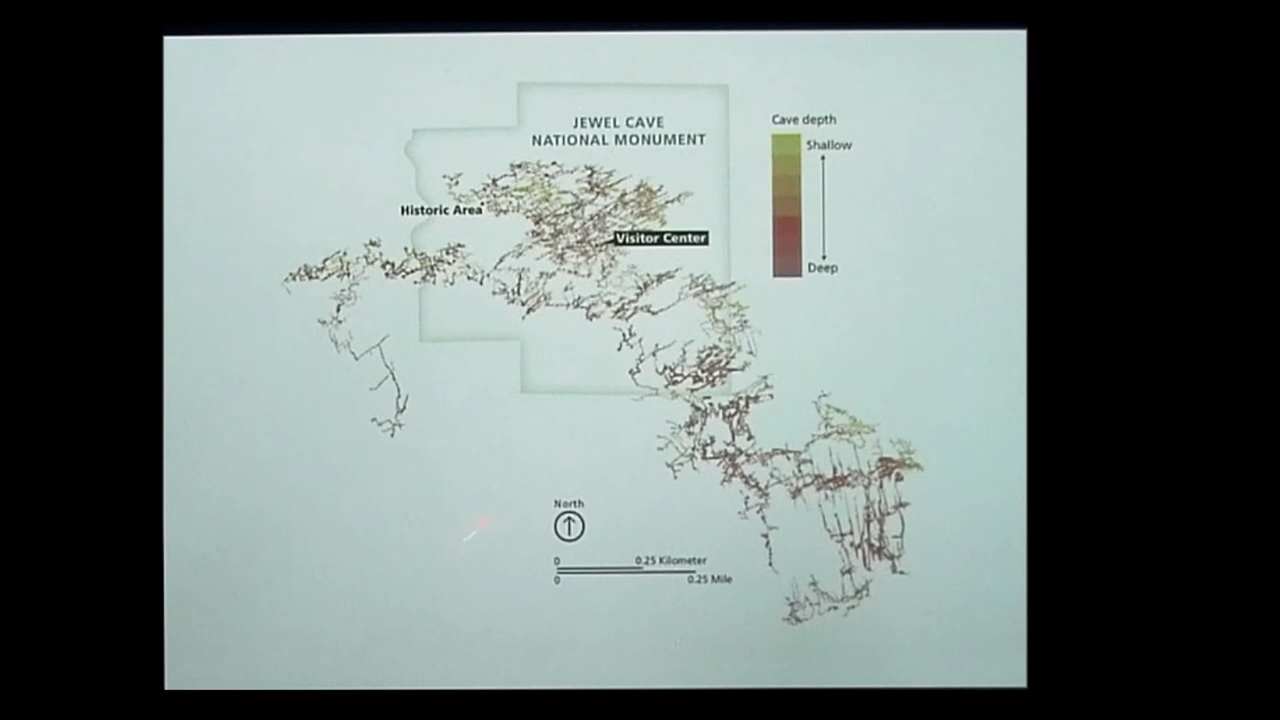 JEWEL CAVE
NATIONAL MONUMENT
Cave depth
Shallow
Historic Area
Visitor Center
Deep
North
0 0.25 Kilometer
0 0.25 Mile